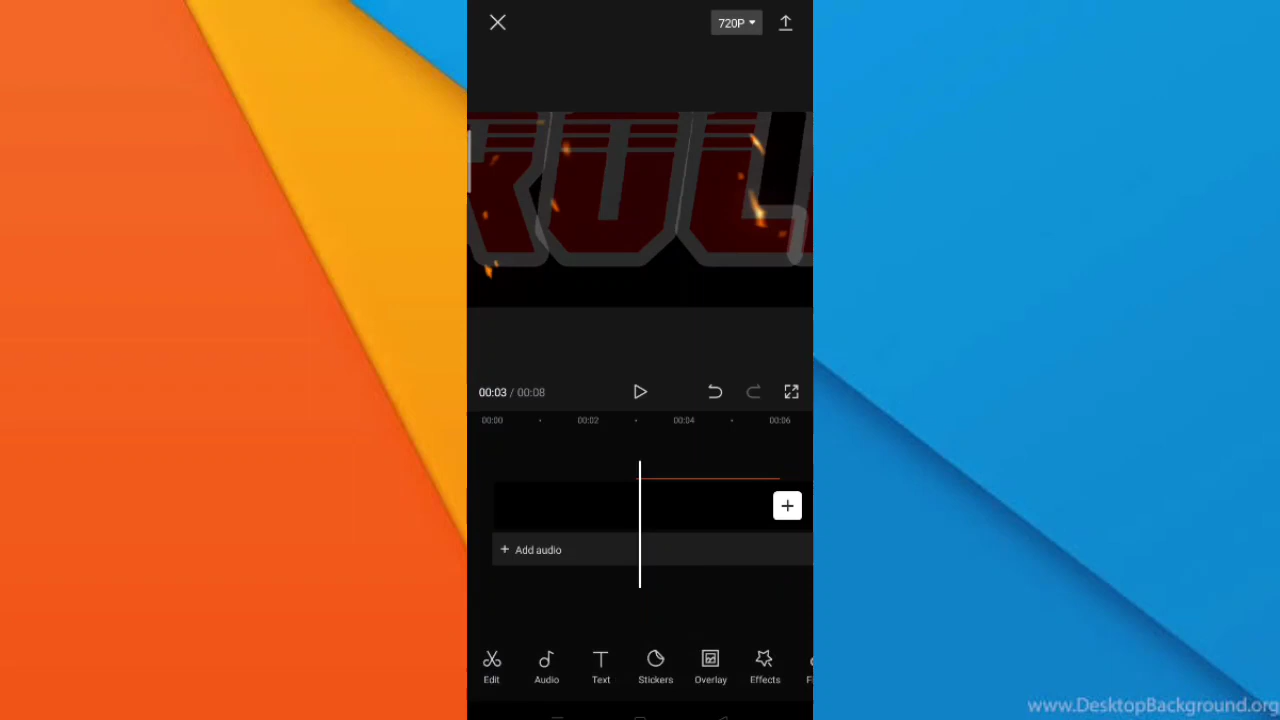 720P
00:03 / 00:08
00:00 00:02 00:04 00:06
+ Add audio
Edit Audio Text Stickers Overlay Effects
www.DesktopBackground.org